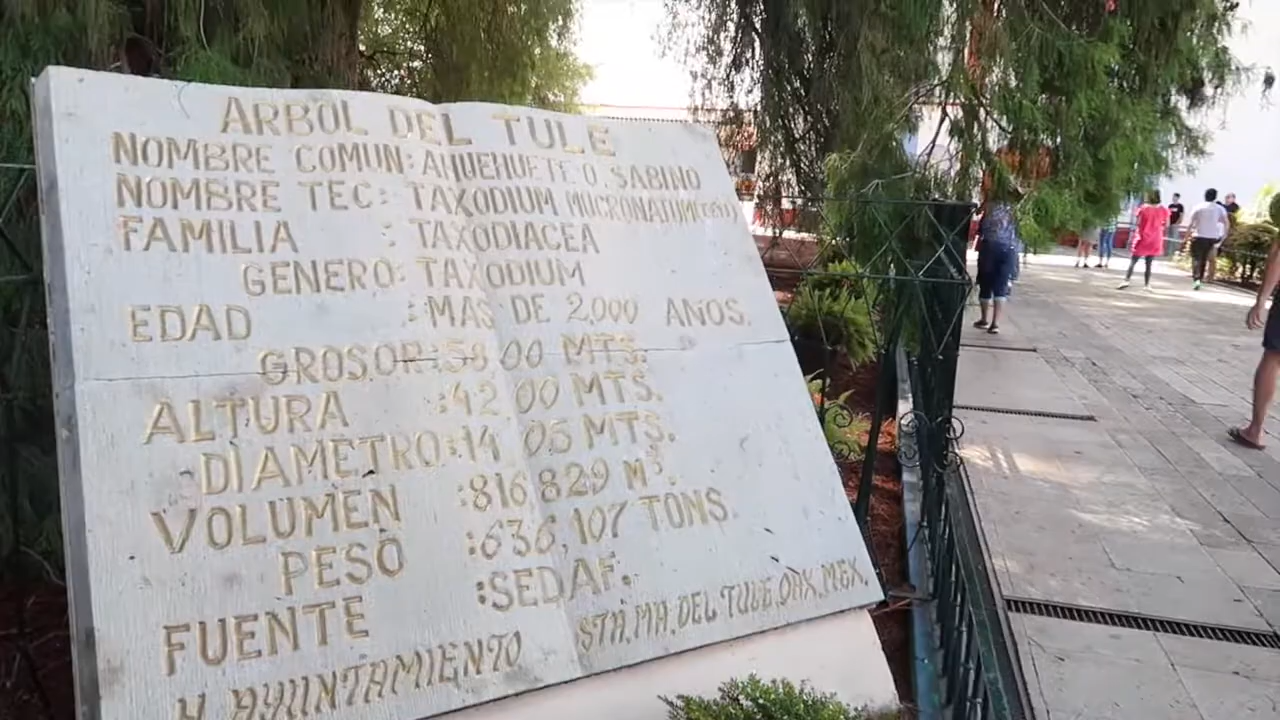 ARBOL DEL TULE
NOMBRE COMUN: AHUEHUETE O SABINO
NOMBRE TEC: TAXODIUM MUCRONATUM
FAMILIA : TAXODIACEA
GENERO: TAXODIUM
EDAD : MAS DE 2,000 AÑOS.
GROSOR: 58 00 MTS.
ALTURA : 42 00 MTS.
DIAMETRO: 14 05 MTS.
VOLUMEN : 816 829 M³
PESO : 636,107 TONS.
FUENTE : SEDAF.
H AYUNTAMIENTO STA. MA. DEL TULE, OAX. MEX.